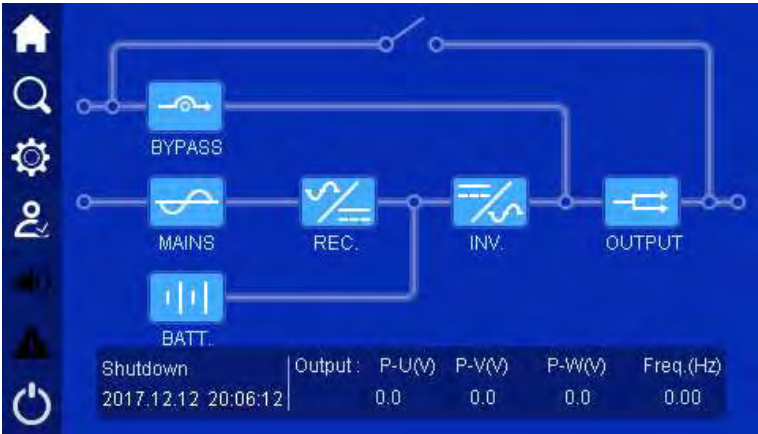 BYPASS
MAINS
REC.
INV.
OUTPUT
BATT..
Shutdown
Output : P-U(V) P-V(V) P-W(V) Freq.(Hz)
2017.12.12 20:06:12
0.0 0.0 0.0 0.00